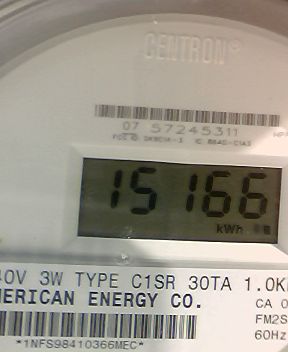 CENTRON®
07 57245311
15166
kWh
40V 3W TYPE C1SR 30TA 1.0K
MERICAN ENERGY CO.
CA 0
FM2S
60Hz
*1NFS98410366MEC*